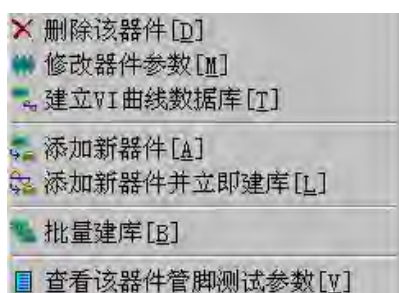 删除该器件[D]
修改器件参数[M]
建立VI曲线数据库[T]
添加新器件[A]
添加新器件并立即建库[L]
批量建库[B]
查看该器件管脚测试参数[V]